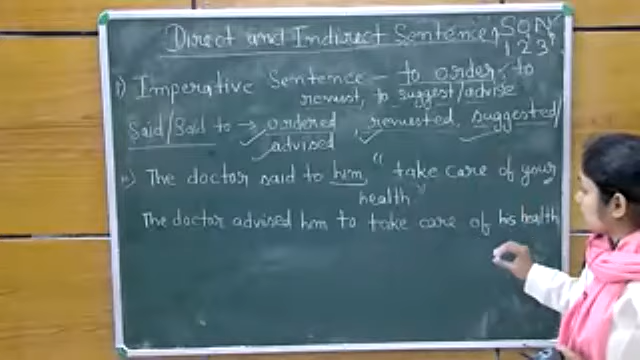 Direct and Indirect Sentence
SON
123
1) Imperative Sentence - to order, to
request, to suggest/advise
Said/Said to → ordered, requested, suggested/
advised
The doctor said to him, "take care of your
health"
The doctor advised him to take care of his health